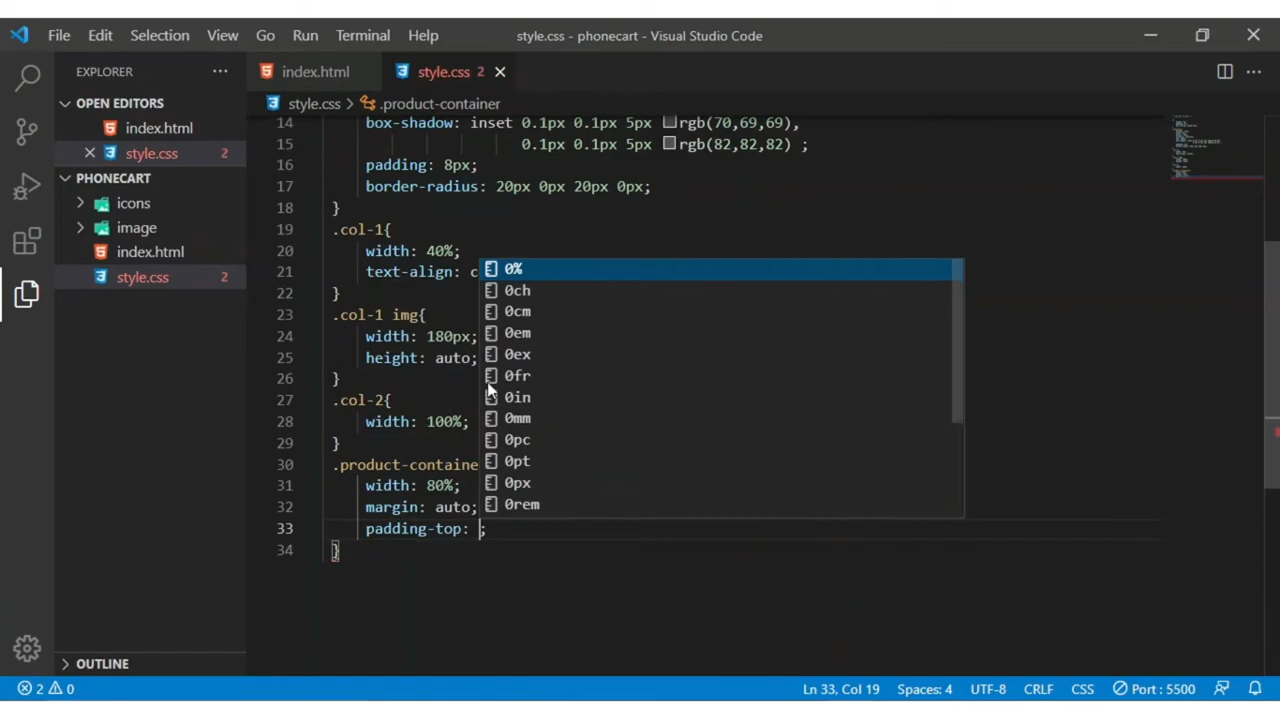 File Edit Selection View Go Run Terminal Help style.css - phonecart - Visual Studio Code
EXPLORER ···
index.html style.css 2
OPEN EDITORS
index.html
style.css 2
PHONECART
icons
image
index.html
style.css 2
OUTLINE
style.css > .product-container
14 box-shadow: inset 0.1px 0.1px 5px rgb(70,69,69),
15 0.1px 0.1px 5px rgb(82,82,82) ;
16 padding: 8px;
17 border-radius: 20px 0px 20px 0px;
18 }
19 .col-1{
20 width: 40%;
21 text-align: c
22 }
23 .col-1 img{
24 width: 180px;
25 height: auto;
26 }
27 .col-2{
28 width: 100%;
29 }
30 .product-containe
31 width: 80%;
32 margin: auto;
33 padding-top: ;
34 }
0%
0ch
0cm
0em
0ex
0fr
0in
0mm
0pc
0pt
0px
0rem
2 0 Ln 33, Col 19 Spaces: 4 UTF-8 CRLF CSS Port : 5500